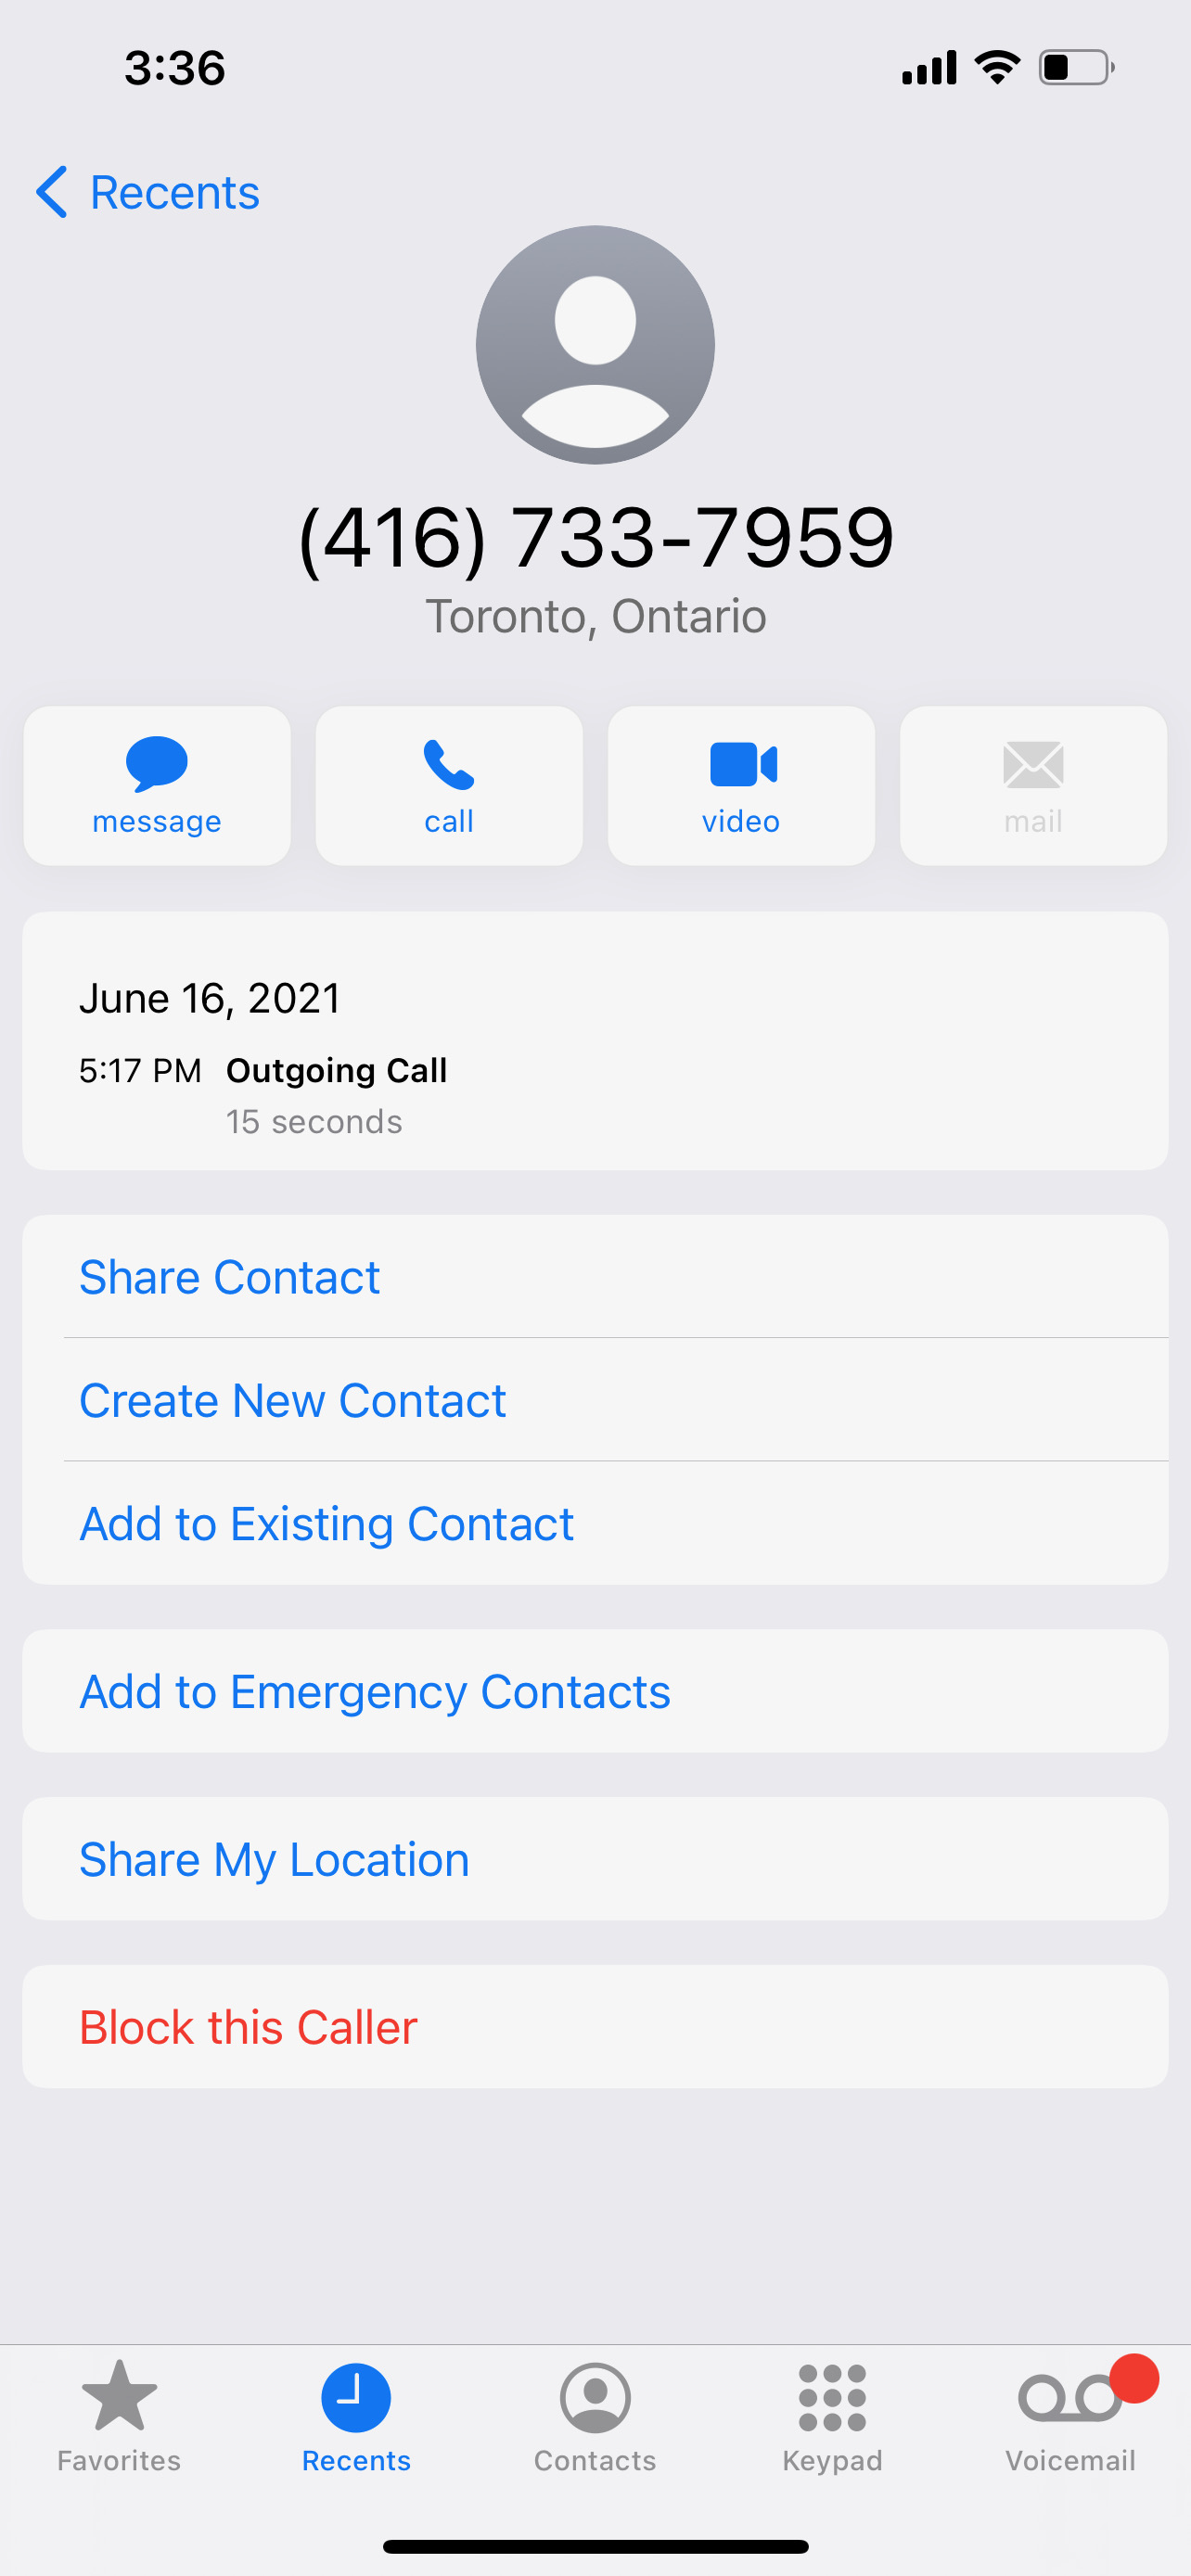 3:36
Recents
(416) 733-7959
Toronto, Ontario
message call video mail
June 16, 2021
5:17 PM Outgoing Call
15 seconds
Share Contact
Create New Contact
Add to Existing Contact
Add to Emergency Contacts
Share My Location
Block this Caller
Favorites Recents Contacts Keypad Voicemail